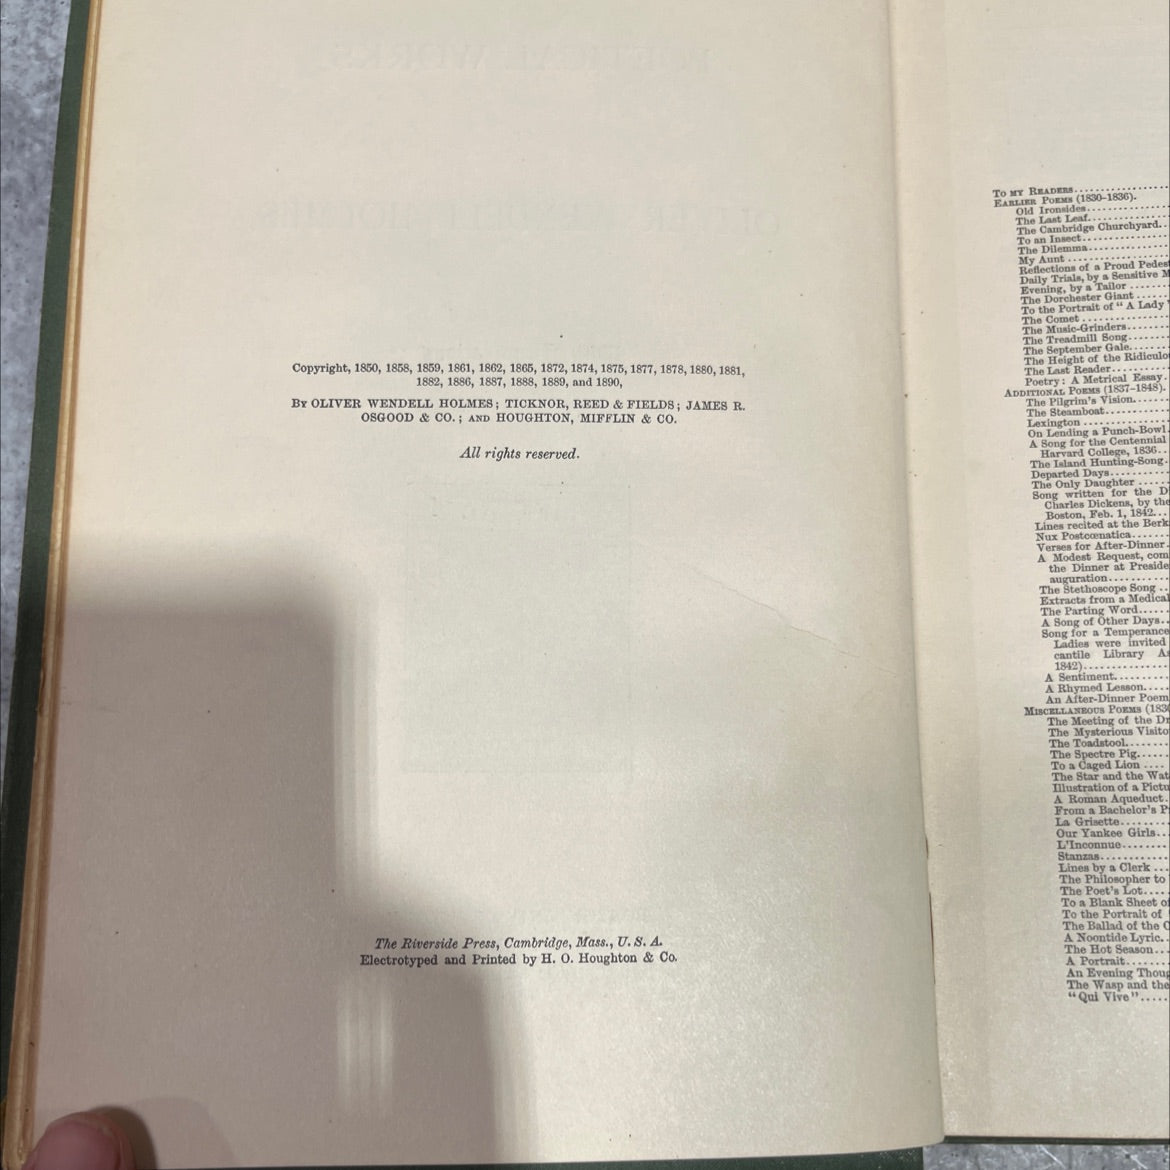 Copyright, 1850, 1858, 1859, 1861, 1862, 1865, 1872, 1874, 1875, 1877, 1878, 1880, 1881,
1882, 1886, 1887, 1888, 1889, and 1890,
By OLIVER WENDELL HOLMES; TICKNOR, REED & FIELDS; JAMES R.
OSGOOD & CO.; AND HOUGHTON, MIFFLIN & CO.
All rights reserved.
The Riverside Press, Cambridge, Mass., U. S. A.
Electrotyped and Printed by H. O. Houghton & Co.
To my Readers
Earlier Poems (1830–1836).
Old Ironsides
The Last Leaf
The Cambridge Churchyard
To an Insect
The Dilemma
My Aunt
Reflections of a Proud
Daily Trials, by a Sensitive
Evening, by a Tailor
The Dorchester Giant
To the Portrait of "A Lady
The Comet
The Music-Grinders
The Treadmill Song
The September Gale
The Height of the
The Last Reader
Poetry: A Metrical Essay
Additional Poems (1837–1848).
The Pilgrim's Vision
The Steamboat
Lexington
On Lending a Punch-Bowl
A Song for the Centennial
Harvard College, 1836
The Island Hunting-Song
Departed Days
The Only Daughter
Song written for the
Charles Dickens, by the
Boston, Feb. 1, 1842
Lines recited at the
Nux Postcœnatica
Verses for After-Dinner
A Modest Request,
the Dinner at
auguration
The Stethoscope Song
Extracts from a Medical
The Parting Word
A Song of Other Days
Song for a Temperance
Ladies were invited
cantile Library
1842)
A Sentiment
A Rhymed Lesson
An After-Dinner Poem
Miscellaneous Poems
The Meeting of the
The Mysterious
The Toadstool
The Spectre Pig
To a Caged Lion
The Star and the
Illustration of a
A Roman Aqueduct
From a Bachelor's
La Grisette
Our Yankee Girls
L'Inconnue
Stanzas
Lines by a Clerk
The Philosopher to
The Poet's Lot
To a Blank Sheet of
To the Portrait of
The Ballad of the
A Noontide Lyric
The Hot Season
A Portrait
An Evening
The Wasp and the
"Qui Vive"